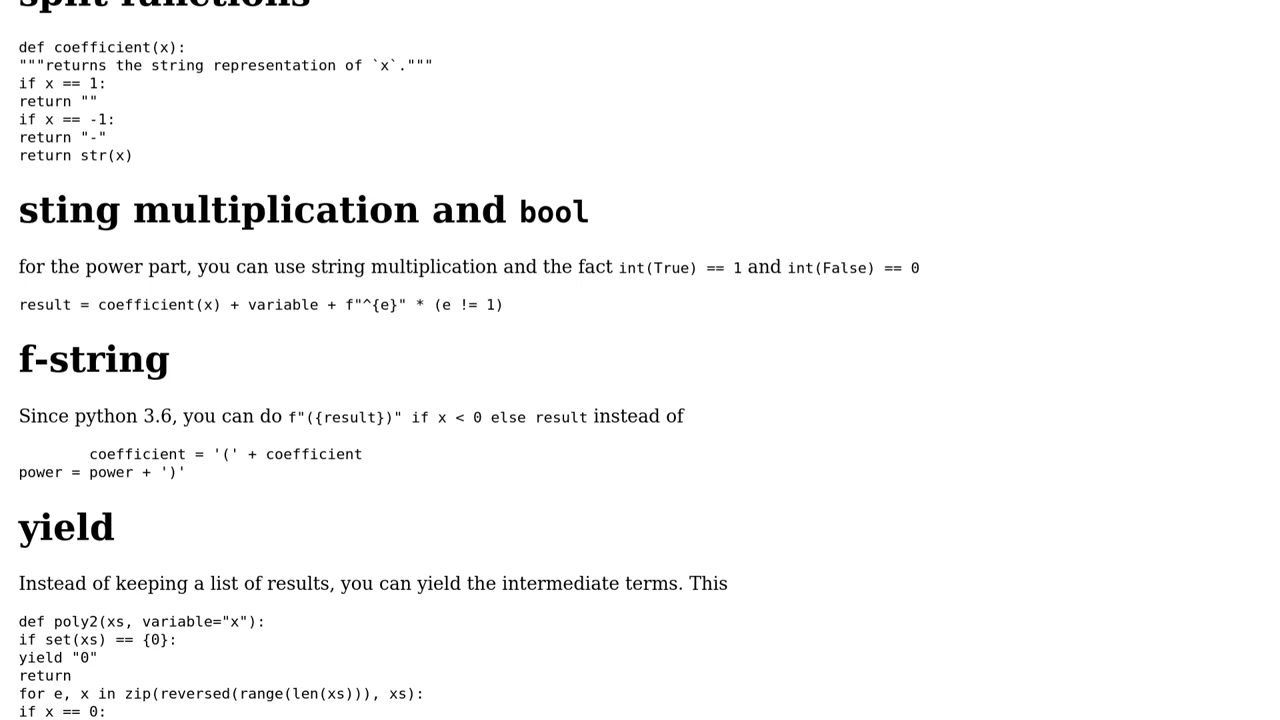 split functions
def coefficient(x):
"""returns the string representation of `x`."""
if x == 1:
return ""
if x == -1:
return "-"
return str(x)
sting multiplication and bool
for the power part, you can use string multiplication and the fact int(True) == 1 and int(False) == 0
result = coefficient(x) + variable + f"^{e}" * (e != 1)
f-string
Since python 3.6, you can do f"({result})" if x < 0 else result instead of
        coefficient = '(' + coefficient
power = power + ')'
yield
Instead of keeping a list of results, you can yield the intermediate terms. This
def poly2(xs, variable="x"):
if set(xs) == {0}:
yield "0"
return
for e, x in zip(reversed(range(len(xs))), xs):
if x == 0: